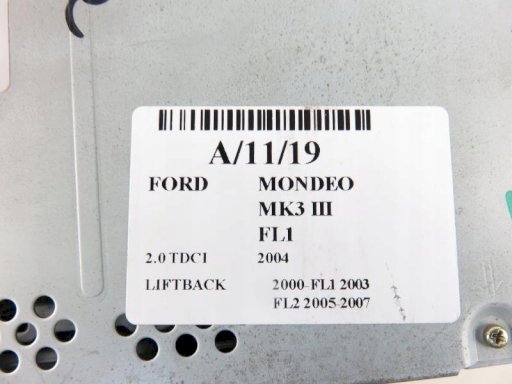 A/11/19
FORD MONDEO
MK3 III
FL1
2.0 TDCI 2004
LIFTBACK 2000-FL1 2003
FL2 2005-2007